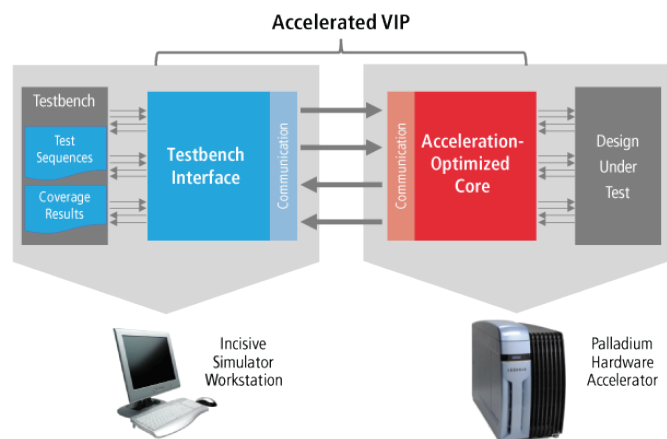 Accelerated VIP
Testbench
Test
Sequences
Coverage
Results
Testbench
Interface
Communication
Communication
Acceleration-
Optimized
Core
Design
Under
Test
Incisive
Simulator
Workstation
Palladium
Hardware
Accelerator